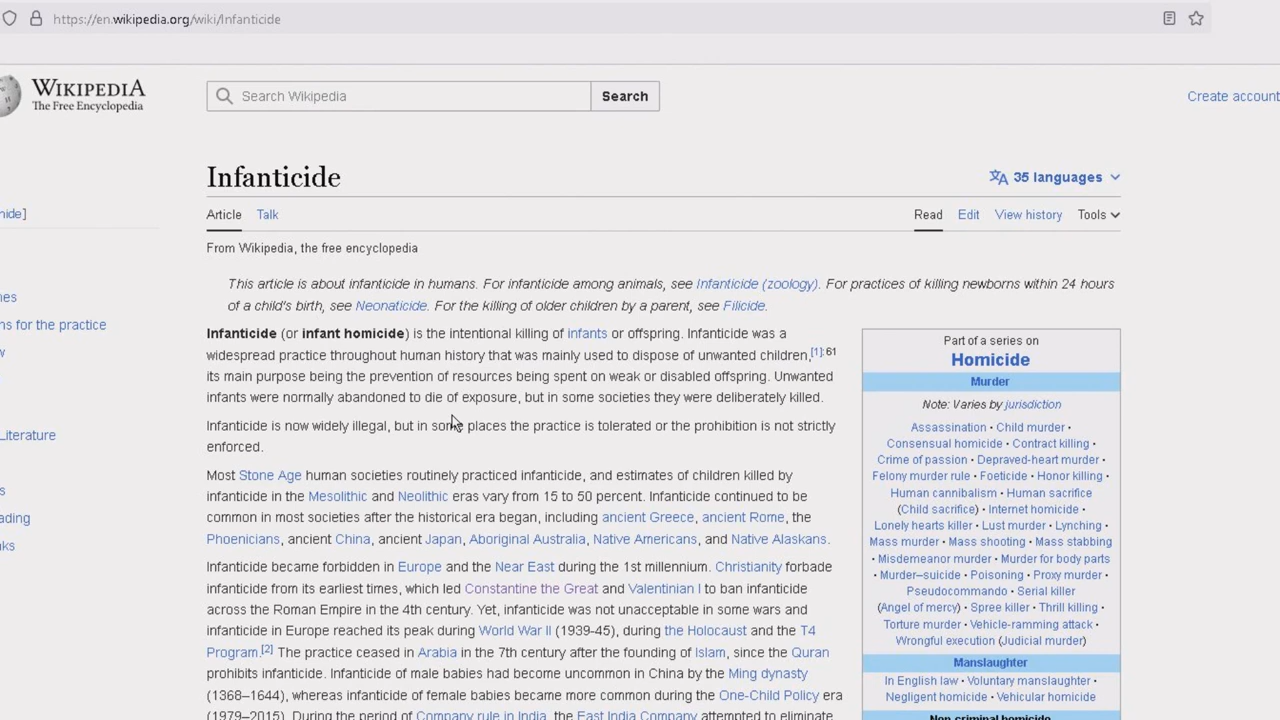 https://en.wikipedia.org/wiki/Infanticide
WIKIPEDIA
The Free Encyclopedia
Search Wikipedia
Search
Create account
Infanticide
35 languages
hide]
Article
Talk
Read
Edit
View history
Tools
From Wikipedia, the free encyclopedia
This article is about infanticide in humans. For infanticide among animals, see Infanticide (zoology). For practices of killing newborns within 24 hours
of a child's birth, see Neonaticide. For the killing of older children by a parent, see Filicide.
ns for the practice
Literature
Infanticide (or infant homicide) is the intentional killing of infants or offspring. Infanticide was a
widespread practice throughout human history that was mainly used to dispose of unwanted children,[1]:61
its main purpose being the prevention of resources being spent on weak or disabled offspring. Unwanted
infants were normally abandoned to die of exposure, but in some societies they were deliberately killed.
Infanticide is now widely illegal, but in some places the practice is tolerated or the prohibition is not strictly
enforced.
Most Stone Age human societies routinely practiced infanticide, and estimates of children killed by
infanticide in the Mesolithic and Neolithic eras vary from 15 to 50 percent. Infanticide continued to be
common in most societies after the historical era began, including ancient Greece, ancient Rome, the
Phoenicians, ancient China, ancient Japan, Aboriginal Australia, Native Americans, and Native Alaskans.
Infanticide became forbidden in Europe and the Near East during the 1st millennium. Christianity forbade
infanticide from its earliest times, which led Constantine the Great and Valentinian I to ban infanticide
across the Roman Empire in the 4th century. Yet, infanticide was not unacceptable in some wars and
infanticide in Europe reached its peak during World War II (1939-45), during the Holocaust and the T4
Program.[2] The practice ceased in Arabia in the 7th century after the founding of Islam, since the Quran
prohibits infanticide. Infanticide of male babies had become uncommon in China by the Ming dynasty
(1368–1644), whereas infanticide of female babies became more common during the One-Child Policy era
(1979–2015). During the period of Company rule in India, the East India Company attempted to eliminate
Part of a series on
Homicide
Murder
Note: Varies by jurisdiction
Assassination · Child murder ·
Consensual homicide · Contract killing ·
Crime of passion · Depraved-heart murder ·
Felony murder rule · Foeticide · Honor killing ·
Human cannibalism · Human sacrifice
(Child sacrifice) · Internet homicide ·
Lonely hearts killer · Lust murder · Lynching ·
Mass murder · Mass shooting · Mass stabbing
· Misdemeanor murder · Murder for body parts
· Murder–suicide · Poisoning · Proxy murder ·
Pseudocommando · Serial killer
(Angel of mercy) · Spree killer · Thrill killing ·
Torture murder · Vehicle-ramming attack ·
Wrongful execution (Judicial murder)
Manslaughter
In English law · Voluntary manslaughter ·
Negligent homicide · Vehicular homicide
Non-criminal homicide